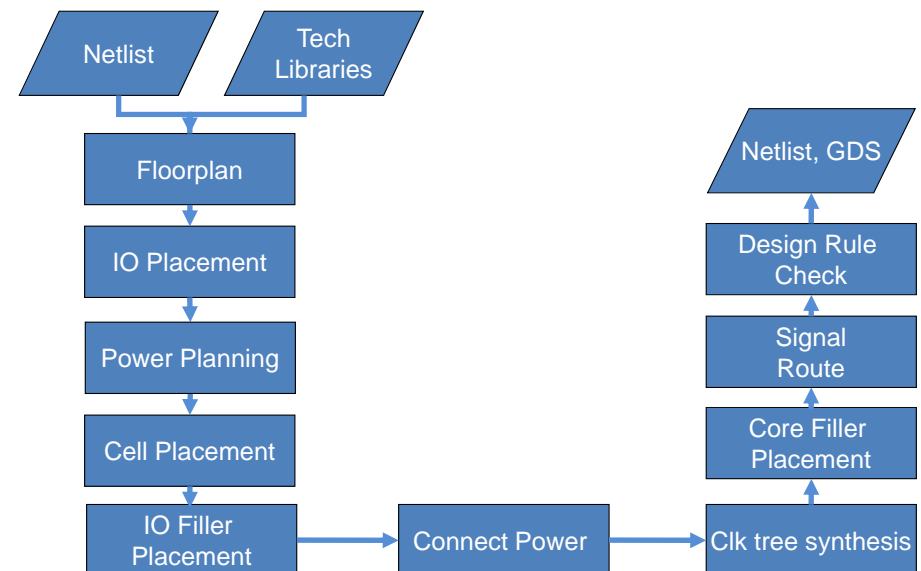 Netlist
Tech
Libraries
Floorplan
IO Placement
Power Planning
Cell Placement
IO Filler
Placement
Connect Power
Clk tree synthesis
Core Filler
Placement
Signal
Route
Design Rule
Check
Netlist, GDS